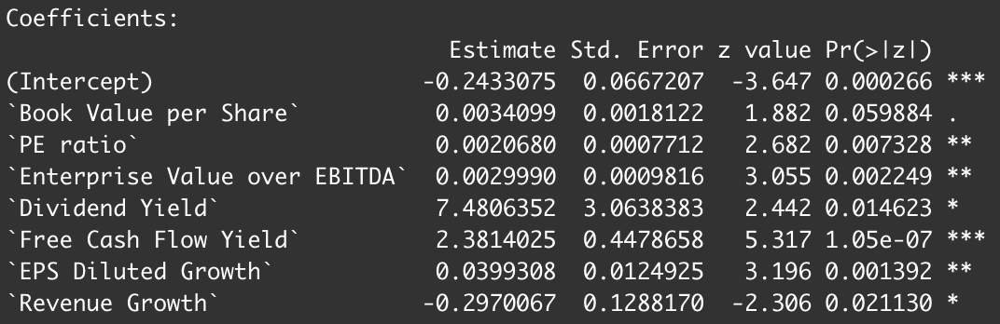 Coefficients:
                             Estimate Std. Error z value Pr(>|z|)
(Intercept)                -0.2433075  0.0667207  -3.647 0.000266 ***
`Book Value per Share`      0.0034099  0.0018122   1.882 0.059884 .
`PE ratio`                  0.0020680  0.0007712   2.682 0.007328 **
`Enterprise Value over EBITDA`  0.0029990  0.0009816   3.055 0.002249 **
`Dividend Yield`            7.4806352  3.0638383   2.442 0.014623 *
`Free Cash Flow Yield`      2.3814025  0.4478658   5.317 1.05e-07 ***
`EPS Diluted Growth`        0.0399308  0.0124925   3.196 0.001392 **
`Revenue Growth`           -0.2970067  0.1288170  -2.306 0.021130 *